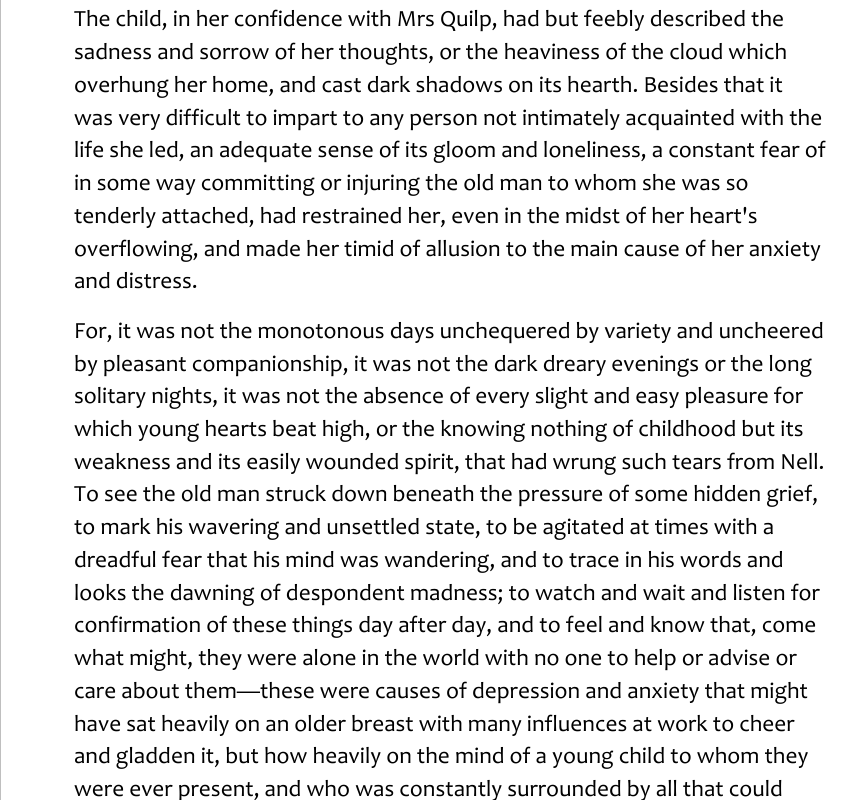 The child, in her confidence with Mrs Quilp, had but feebly described the
sadness and sorrow of her thoughts, or the heaviness of the cloud which
overhung her home, and cast dark shadows on its hearth. Besides that it
was very difficult to impart to any person not intimately acquainted with the
life she led, an adequate sense of its gloom and loneliness, a constant fear of
in some way committing or injuring the old man to whom she was so
tenderly attached, had restrained her, even in the midst of her heart's
overflowing, and made her timid of allusion to the main cause of her anxiety
and distress.
For, it was not the monotonous days unchequered by variety and uncheered
by pleasant companionship, it was not the dark dreary evenings or the long
solitary nights, it was not the absence of every slight and easy pleasure for
which young hearts beat high, or the knowing nothing of childhood but its
weakness and its easily wounded spirit, that had wrung such tears from Nell.
To see the old man struck down beneath the pressure of some hidden grief,
to mark his wavering and unsettled state, to be agitated at times with a
dreadful fear that his mind was wandering, and to trace in his words and
looks the dawning of despondent madness; to watch and wait and listen for
confirmation of these things day after day, and to feel and know that, come
what might, they were alone in the world with no one to help or advise or
care about them—these were causes of depression and anxiety that might
have sat heavily on an older breast with many influences at work to cheer
and gladden it, but how heavily on the mind of a young child to whom they
were ever present, and who was constantly surrounded by all that could